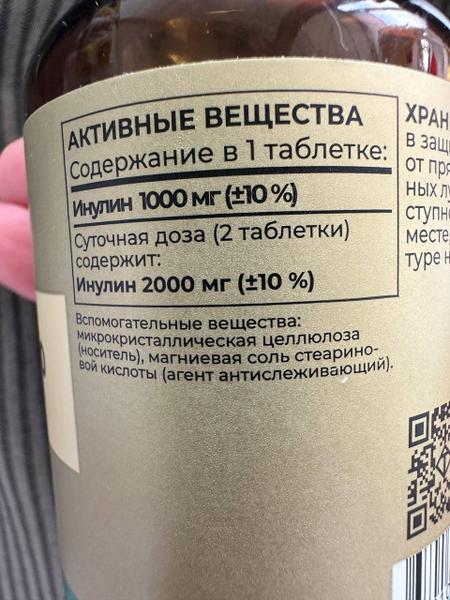 АКТИВНЫЕ ВЕЩЕСТВА
Содержание в 1 таблетке:
Инулин 1000 мг (±10 %)
Суточная доза (2 таблетки)
содержит:
Инулин 2000 мг (±10 %)
Вспомогательные вещества:
микрокристаллическая целлюлоза
(носитель), магниевая соль стеарино-
вой кислоты (агент антислеживающий).
ХРАН
в защ
от пря
ных лу
ступн
месте,
туре н